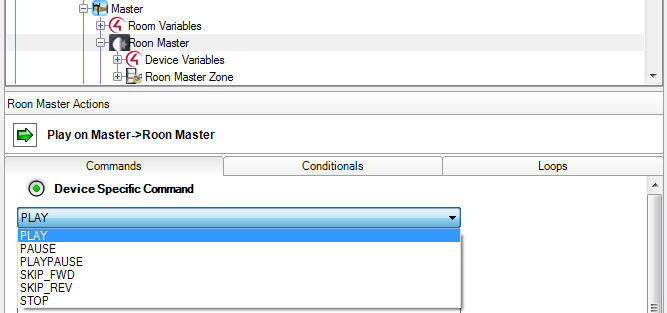 Master
Room Variables
Roon Master
Device Variables
Roon Master Zone
Roon Master Actions
Play on Master->Roon Master
Commands Conditionals Loops
Device Specific Command
PLAY
PLAY
PAUSE
PLAYPAUSE
SKIP_FWD
SKIP_REV
STOP